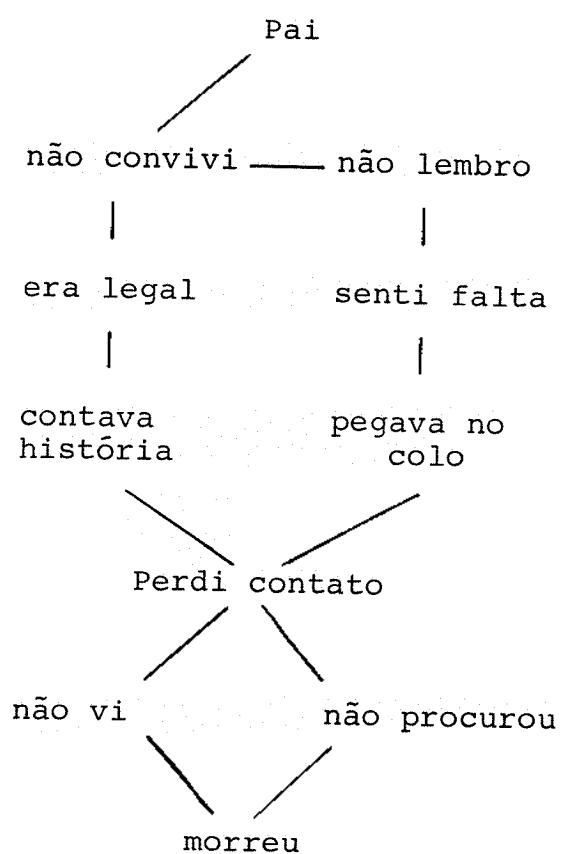 Pai
não convivi não lembro
era legal senti falta
contava pegava no
história colo
Perdi contato
não vi não procurou
morreu